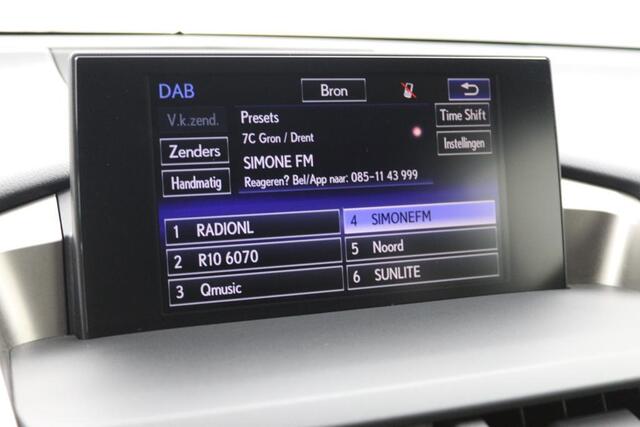 DAB
Bron
V.k.zend.
Presets
Time Shift
7C Gron / Drent
Zenders
SIMONE FM
Instellingen
Handmatig
Reageren? Bel/App naar: 085-11 43 999
1 RADIONL
4 SIMONEFM
2 R10 6070
5 Noord
3 Qmusic
6 SUNLITE